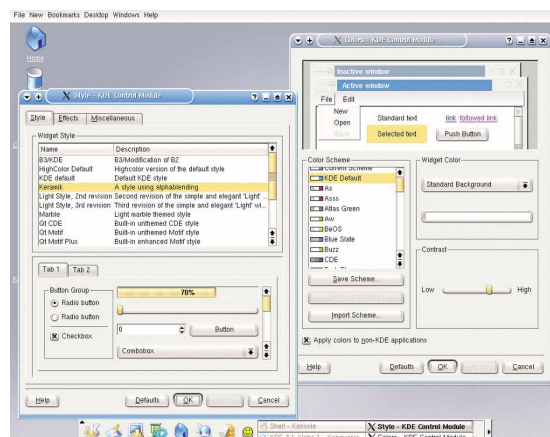 File New Bookmarks Desktop Windows Help
Home
Style - KDE Control Module
Style Effects Miscellaneous
Widget Style
Name Description
B3/KDE B3/Modification of B2
HighColor Default Highcolor version of the default style
KDE default Default KDE style
Keramik A style using alphablending
Light Style, 2nd revision Second revision of the simple and elegant 'Light' ...
Light Style, 3rd revision Third revision of the simple and elegant 'Light' wi...
Marble Light marble themed style
Qt CDE Built-in unthemed CDE style
Qt Motif Built-in unthemed Motif style
Qt Motif Plus Built-in enhanced Motif style
Tab 1 Tab 2
Button Group
Radio button
Radio button
Checkbox
70%
0
Button
Combobox
Help Defaults OK Cancel
Colors - KDE Control Module
Inactive window
Active window
File Edit
New
Open
Save
Standard text link followed link
Selected text Push Button
Color Scheme
Current Scheme
KDE Default
As
Asss
Atlas Green
Aw
BeOS
Blue Slate
Buzz
CDE
Save Scheme...
Import Scheme...
Widget Color
Standard Background
Contrast
Low High
Apply colors to non-KDE applications
Help Defaults OK Apply Cancel
Shell - Konsole
Style - KDE Control Module
Colors - KDE Control Module